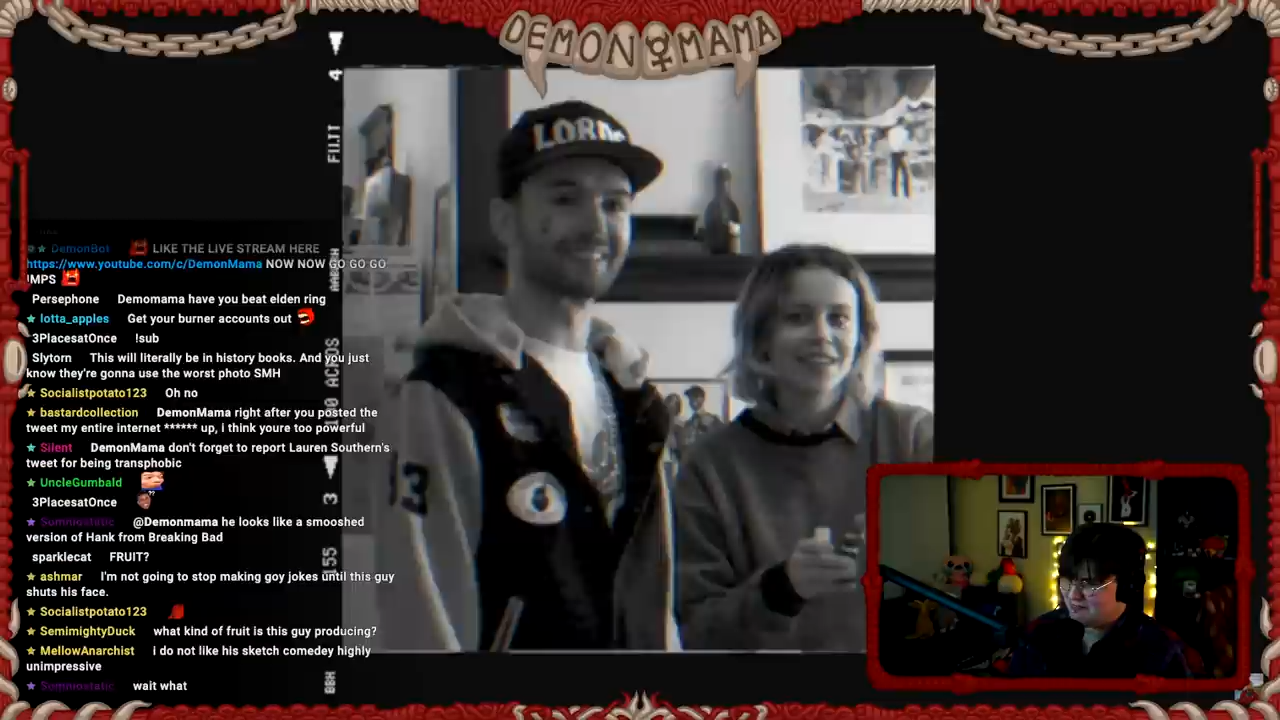 DEMON MAMA
4
LORD
DemonBot LIKE THE LIVE STREAM HERE
https://www.youtube.com/c/DemonMama NOW NOW GO GO GO
!MPS
Persephone Demomama have you beat elden ring
lotta_apples Get your burner accounts out
3PlacesatOnce !sub
Slytorn This will literally be in history books. And you just
know they're gonna use the worst photo SMH
Socialistpotato123 Oh no
bastardcollection DemonMama right after you posted the
tweet my entire internet ****** up, i think youre too powerful
Silent DemonMama don't forget to report Lauren Southern's
tweet for being transphobic
UncleGumbald
3PlacesatOnce
@Demonmama he looks like a smooshed
version of Hank from Breaking Bad
sparklecat FRUIT?
ashmar I'm not going to stop making goy jokes until this guy
shuts his face.
Socialistpotato123
SemimightyDuck what kind of fruit is this guy producing?
MellowAnarchist i do not like his sketch comedey highly
unimpressive
wait what
ACROS
3
155